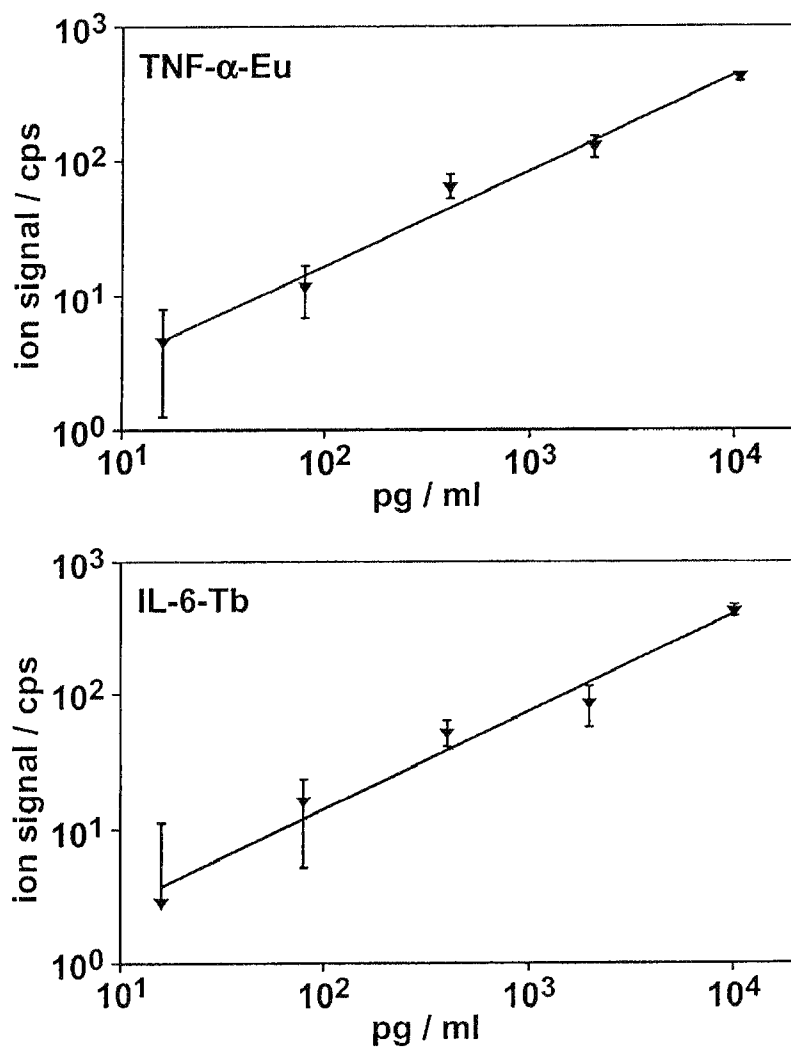 10³
TNF-α-Eu
10²
ion signal / cps
10¹
10⁰
10¹ 10² 10³ 10⁴
pg / ml
10³
IL-6-Tb
10²
ion signal / cps
10¹
10⁰
10¹ 10² 10³ 10⁴
pg / ml